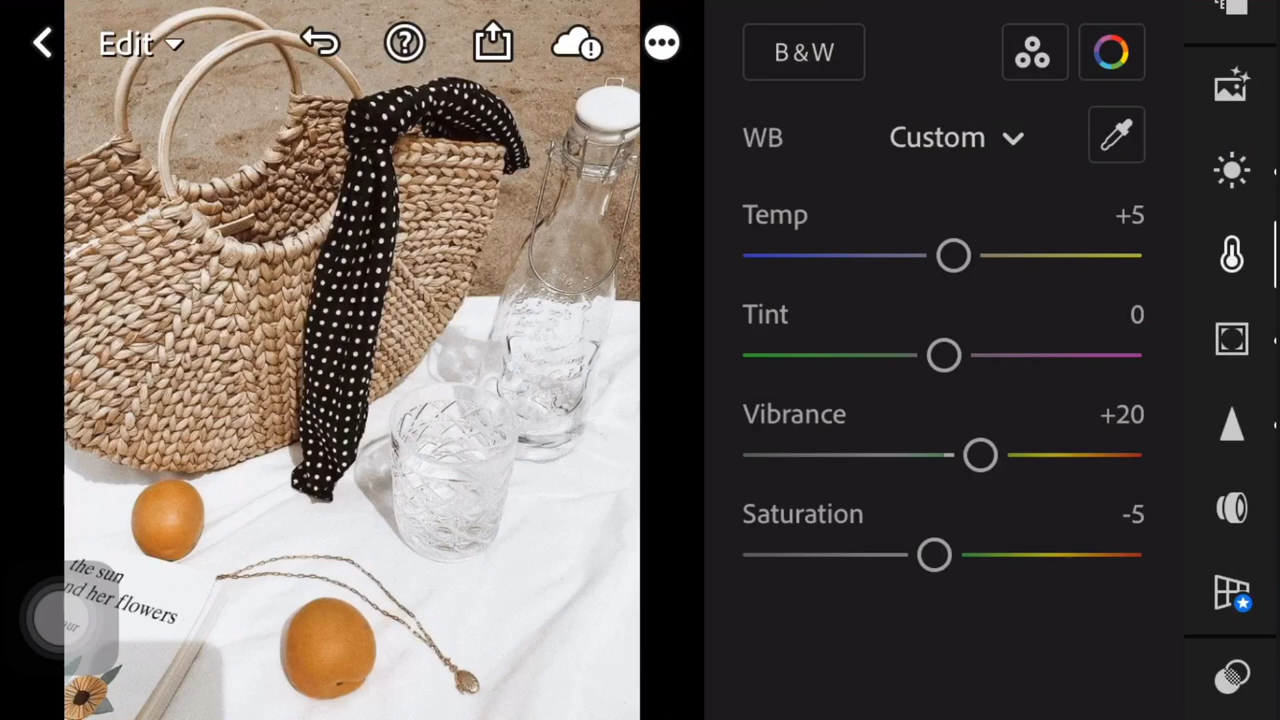 Edit
B&W
WB
Custom
Temp
+5
Tint
0
Vibrance
+20
Saturation
-5
the sun
nd her flowers